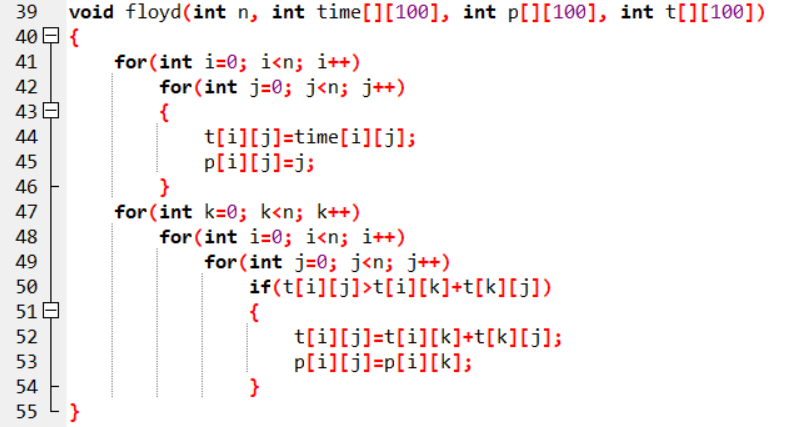 39 void floyd(int n, int time[][100], int p[][100], int t[][100])
40 {
41     for(int i=0; i<n; i++)
42         for(int j=0; j<n; j++)
43         {
44             t[i][j]=time[i][j];
45             p[i][j]=j;
46         }
47     for(int k=0; k<n; k++)
48         for(int i=0; i<n; i++)
49             for(int j=0; j<n; j++)
50                 if(t[i][j]>t[i][k]+t[k][j])
51                 {
52                     t[i][j]=t[i][k]+t[k][j];
53                     p[i][j]=p[i][k];
54                 }
55 }